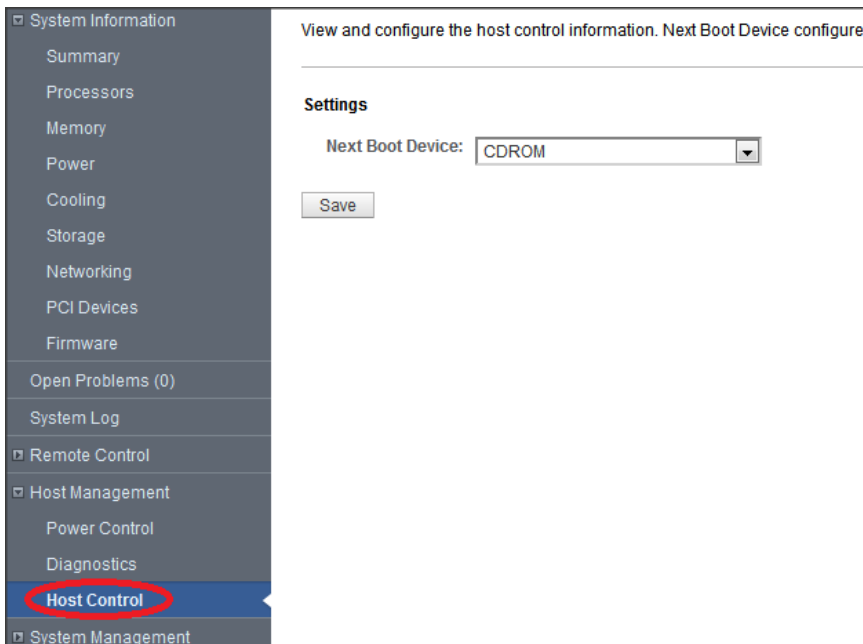 System Information
Summary
Processors
Memory
Power
Cooling
Storage
Networking
PCI Devices
Firmware
Open Problems (0)
System Log
Remote Control
Host Management
Power Control
Diagnostics
Host Control
System Management
View and configure the host control information. Next Boot Device configure
Settings
Next Boot Device: CDROM
Save